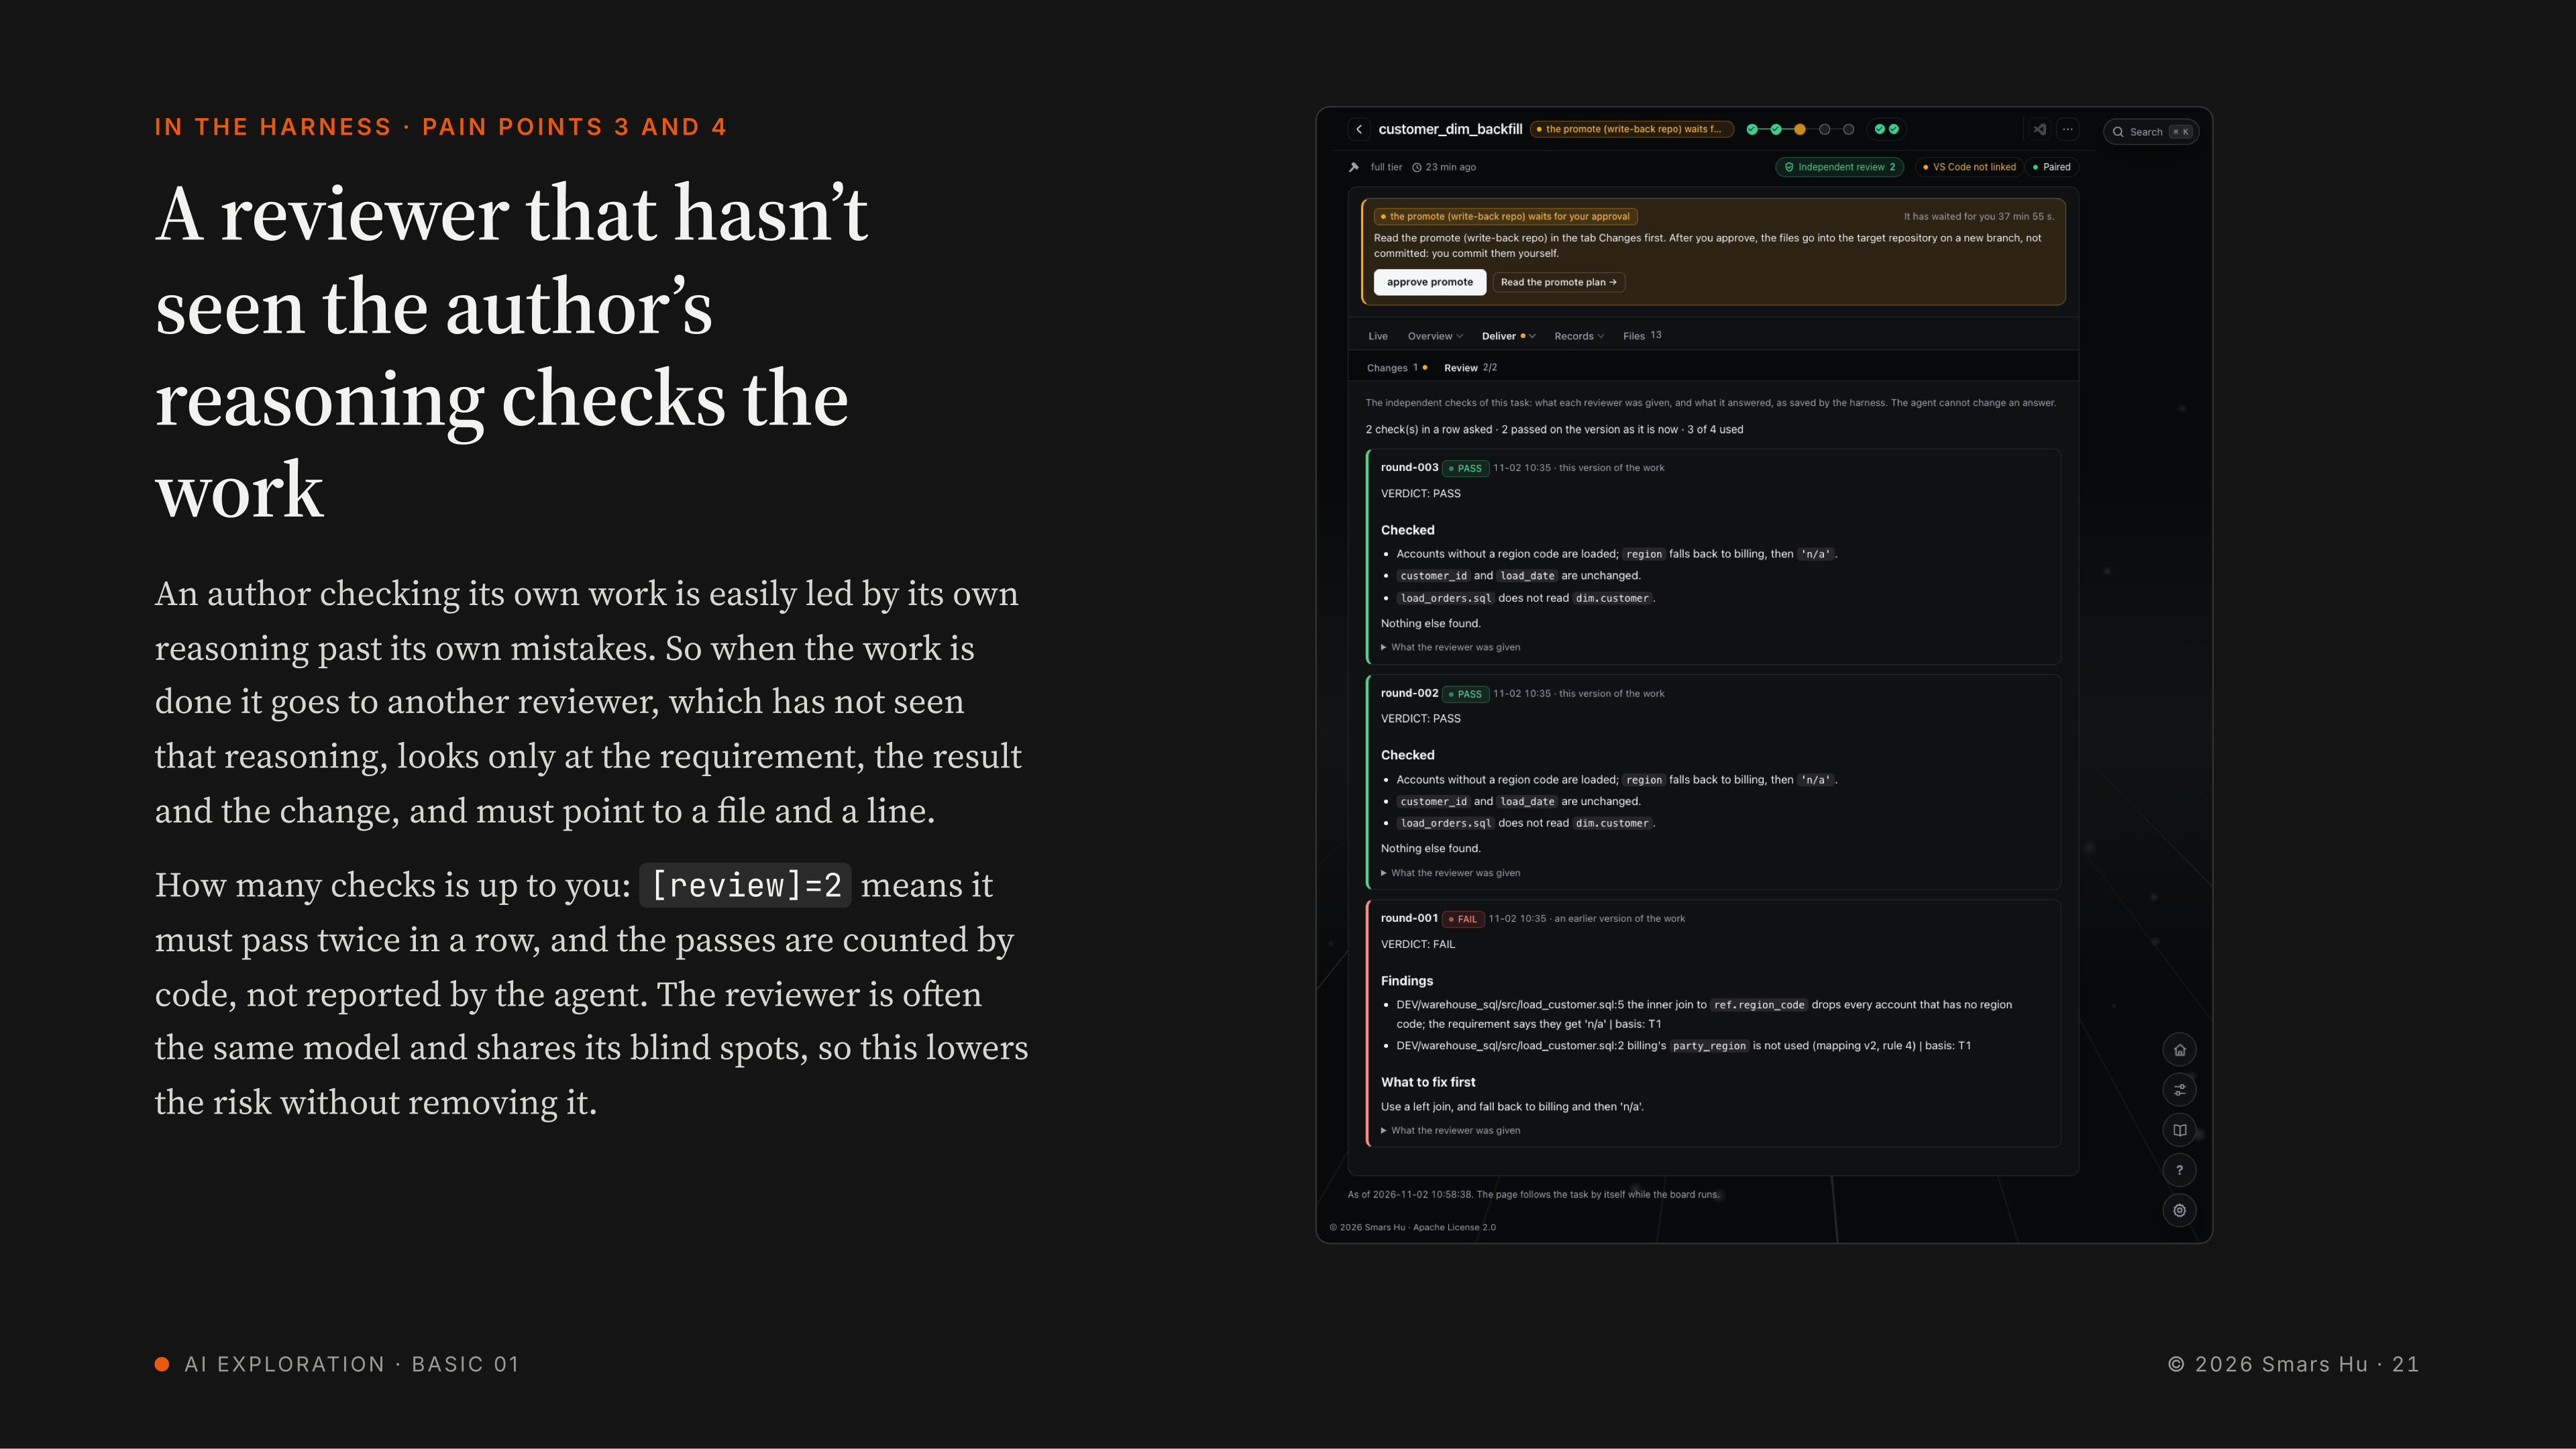 IN THE HARNESS · PAIN POINTS 3 AND 4
A reviewer that hasn’t
seen the author’s
reasoning checks the
work
An author checking its own work is easily led by its own
reasoning past its own mistakes. So when the work is
done it goes to another reviewer, which has not seen
that reasoning, looks only at the requirement, the result
and the change, and must point to a file and a line.
How many checks is up to you: [review]=2 means it
must pass twice in a row, and the passes are counted by
code, not reported by the agent. The reviewer is often
the same model and shares its blind spots, so this lowers
the risk without removing it.
customer_dim_backfill the promote (write-back repo) waits f...
Search ⌘ K
full tier 23 min ago Independent review 2 VS Code not linked Paired
the promote (write-back repo) waits for your approval It has waited for you 37 min 55 s.
Read the promote (write-back repo) in the tab Changes first. After you approve, the files go into the target repository on a new branch, not
committed: you commit them yourself.
approve promote Read the promote plan →
Live Overview Deliver Records Files 13
Changes 1 Review 2/2
The independent checks of this task: what each reviewer was given, and what it answered, as saved by the harness. The agent cannot change an answer.
2 check(s) in a row asked · 2 passed on the version as it is now · 3 of 4 used
round-003 PASS 11-02 10:35 · this version of the work
VERDICT: PASS
Checked
• Accounts without a region code are loaded; region falls back to billing, then 'n/a'.
• customer_id and load_date are unchanged.
• load_orders.sql does not read dim.customer.
Nothing else found.
▶ What the reviewer was given
round-002 PASS 11-02 10:35 · this version of the work
VERDICT: PASS
Checked
• Accounts without a region code are loaded; region falls back to billing, then 'n/a'.
• customer_id and load_date are unchanged.
• load_orders.sql does not read dim.customer.
Nothing else found.
▶ What the reviewer was given
round-001 FAIL 11-02 10:35 · an earlier version of the work
VERDICT: FAIL
Findings
• DEV/warehouse_sql/src/load_customer.sql:5 the inner join to ref.region_code drops every account that has no region
code; the requirement says they get 'n/a' | basis: T1
• DEV/warehouse_sql/src/load_customer.sql:2 billing's party_region is not used (mapping v2, rule 4) | basis: T1
What to fix first
Use a left join, and fall back to billing and then 'n/a'.
▶ What the reviewer was given
As of 2026-11-02 10:58:38. The page follows the task by itself while the board runs.
© 2026 Smars Hu · Apache License 2.0
AI EXPLORATION · BASIC 01
© 2026 Smars Hu · 21